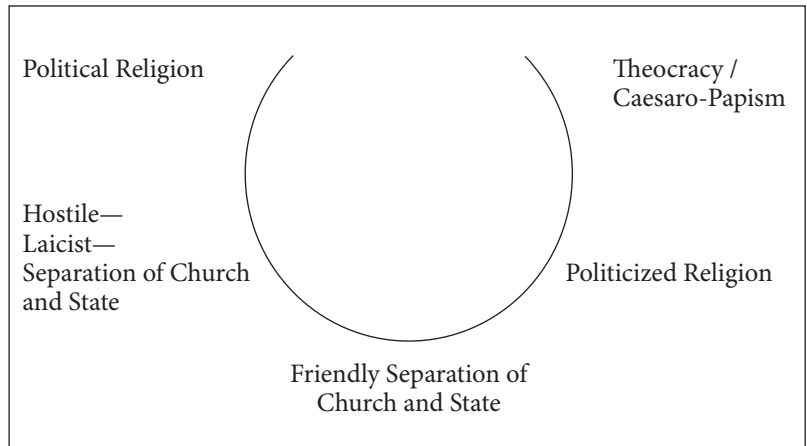 Political Religion
Theocracy /
Caesaro-Papism
Hostile—
Laicist—
Separation of Church
and State
Politicized Religion
Friendly Separation of
Church and State